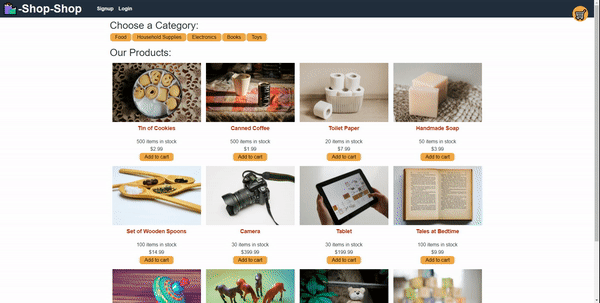 -Shop-Shop Signup Login
Choose a Category:
Food Household Supplies Electronics Books Toys
Our Products:
Tin of Cookies Canned Coffee Toilet Paper Handmade Soap
500 items in stock 500 items in stock 20 items in stock 50 items in stock
$2.99 $1.99 $7.99 $3.99
Add to cart Add to cart Add to cart Add to cart
Set of Wooden Spoons Camera Tablet Tales at Bedtime
100 items in stock 30 items in stock 30 items in stock 100 items in stock
$14.99 $399.99 $199.99 $9.99
Add to cart Add to cart Add to cart Add to cart